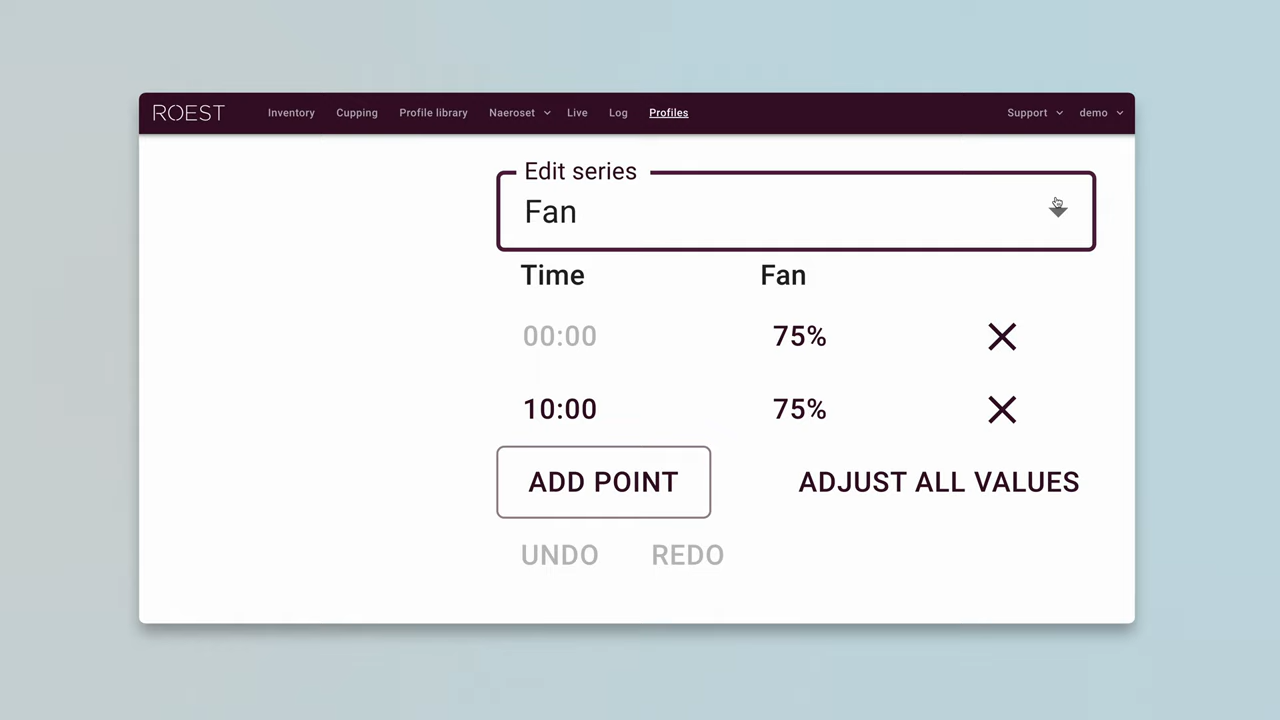 ROEST Inventory Cupping Profile library Naeroset Live Log Profiles Support demo
Edit series
Fan
Time Fan
00:00 75%
10:00 75%
ADD POINT ADJUST ALL VALUES
UNDO REDO